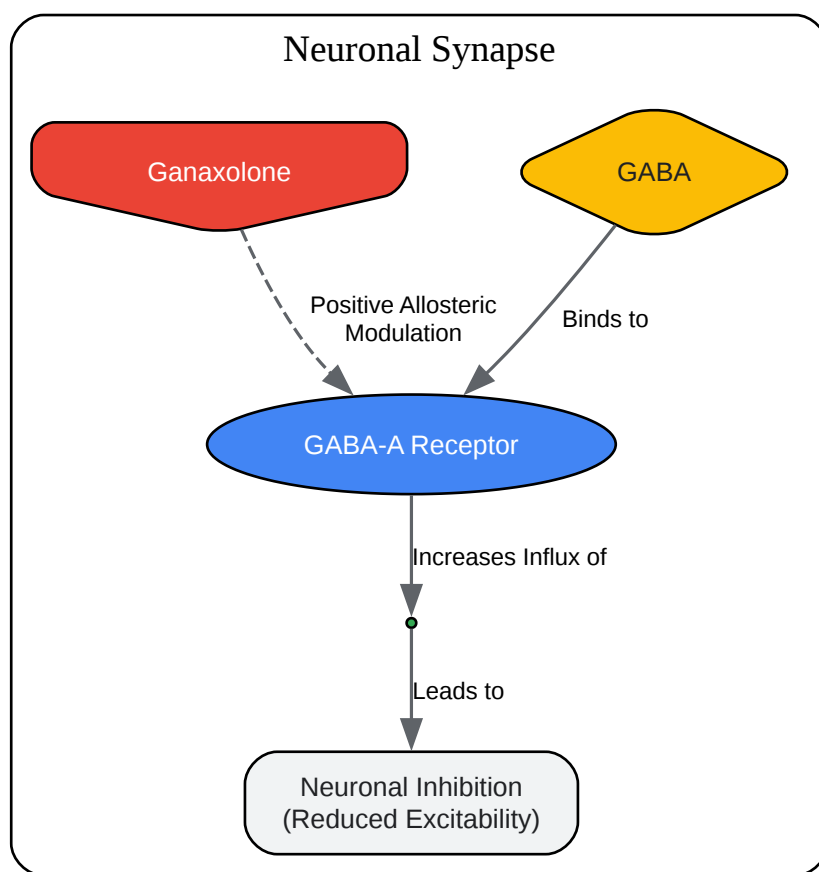 Neuronal Synapse
Ganaxolone
GABA
Positive Allosteric
Modulation
Binds to
GABA-A Receptor
Increases Influx of
Leads to
Neuronal Inhibition
(Reduced Excitability)